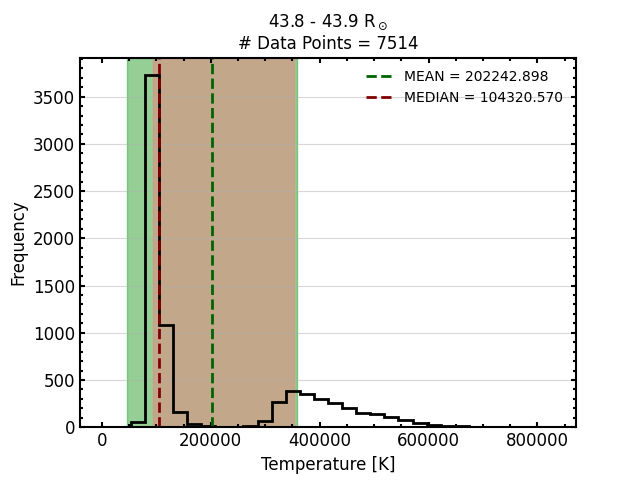 43.8 - 43.9 R⊙
# Data Points = 7514
MEAN = 202242.898
MEDIAN = 104320.570
3500
3000
2500
2000
1500
1000
500
0
Frequency
0 200000 400000 600000 800000
Temperature [K]